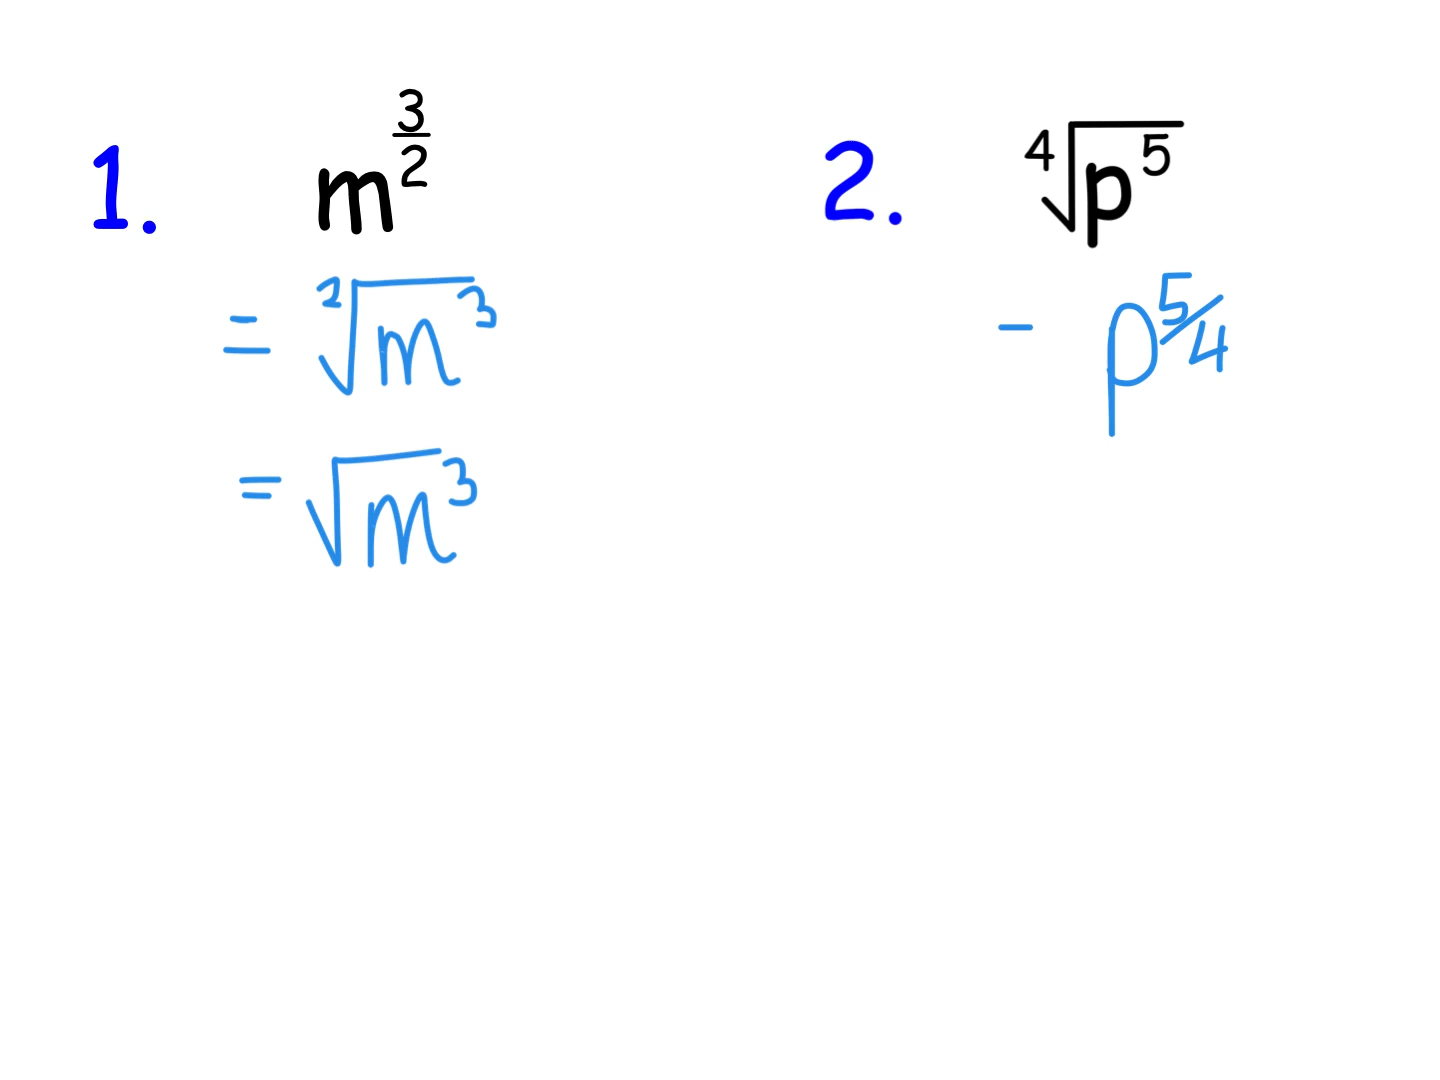 1. m^(3/2)
= ²√m³
= √m³
2. ⁴√p⁵
- p^(5/4)